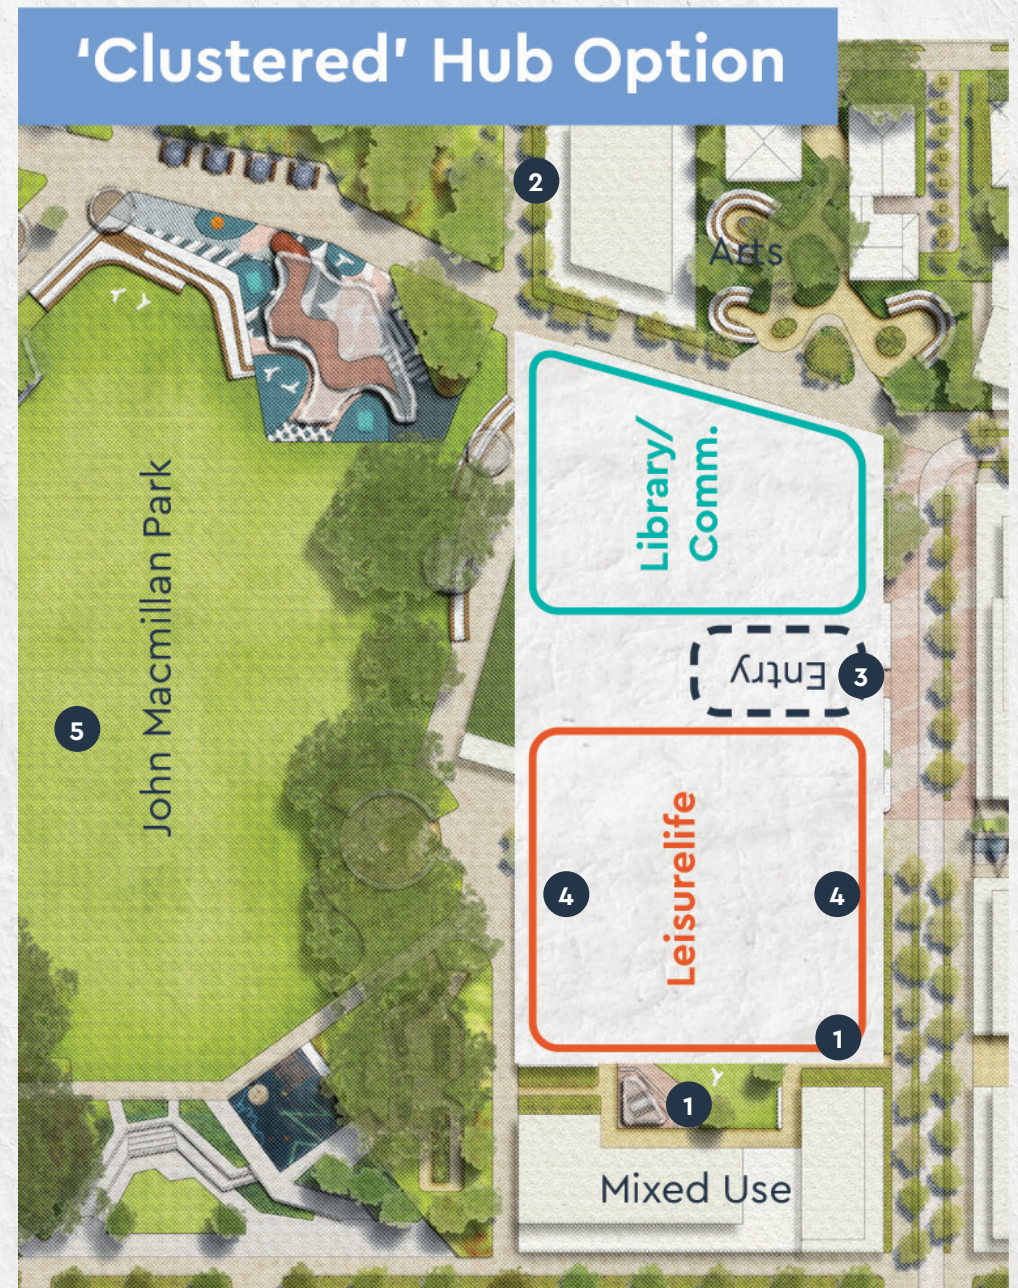 ‘Clustered’ Hub Option
2
Arts
Library/
Comm.
John Macmillan Park
Entry
3
5
Leisurelife
4
4
1
1
Mixed Use